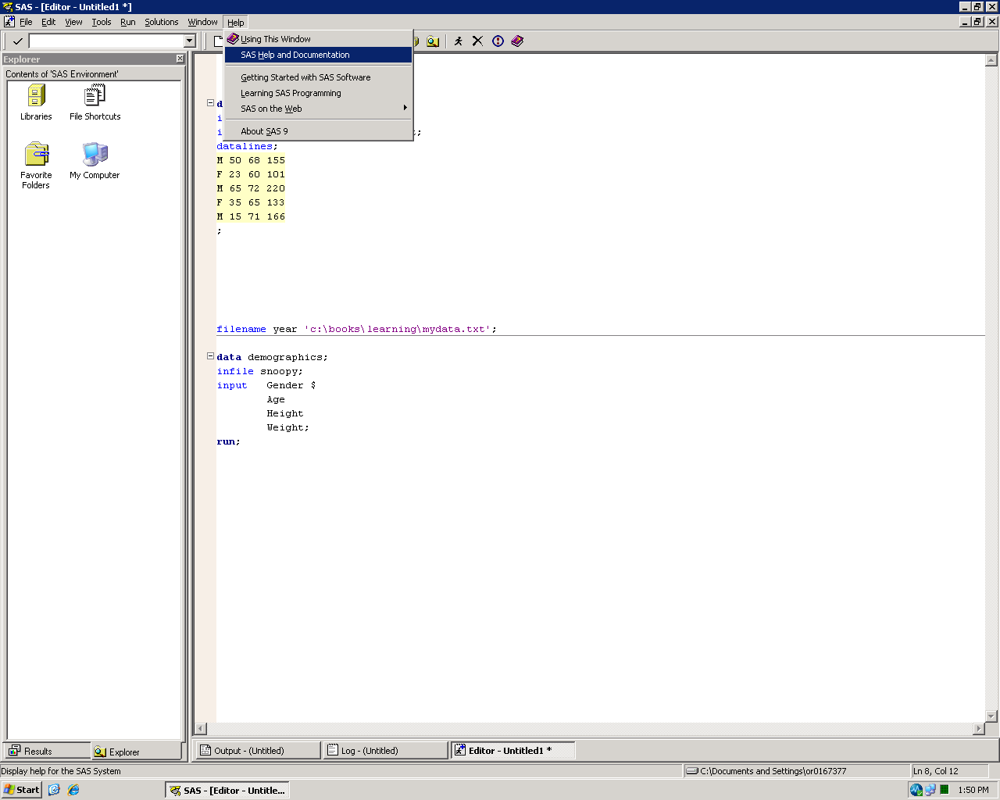 SAS - [Editor - Untitled1 *]
File Edit View Tools Run Solutions Window Help
Using This Window
SAS Help and Documentation
Getting Started with SAS Software
Learning SAS Programming
SAS on the Web
About SAS 9
Explorer
Contents of 'SAS Environment'
Libraries
File Shortcuts
Favorite Folders
My Computer
d
i
i
;
datalines;
M 50 68 155
F 23 60 101
M 65 72 220
F 35 65 133
M 15 71 166
;
filename year 'c:\books\learning\mydata.txt';
data demographics;
infile snoopy;
input Gender $
Age
Height
Weight;
run;
Results
Explorer
Output - (Untitled)
Log - (Untitled)
Editor - Untitled1 *
Display help for the SAS System
C:\Documents and Settings\or0167377
Ln 8, Col 12
Start
SAS - [Editor - Untitle...
1:50 PM